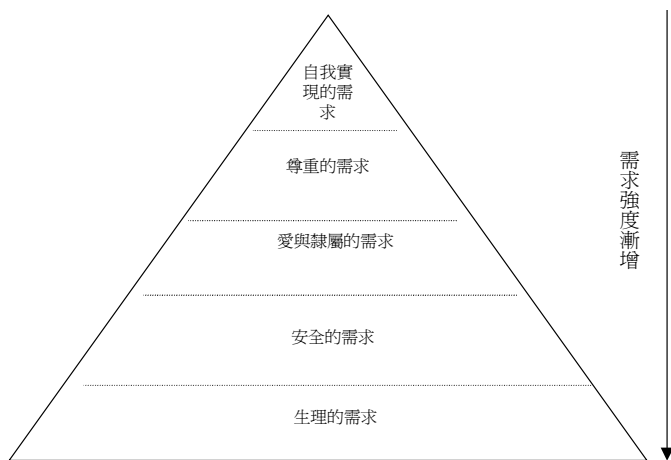 自我實
現的需
求
尊重的需求
愛與隸屬的需求
安全的需求
生理的需求
需求強度漸增